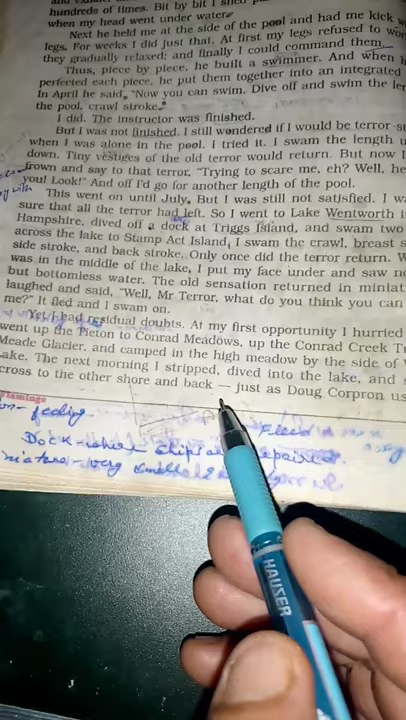 hundreds of times. Bit by bit I shed
when my head went under water.
Next he held me at the side of the pool and had me kick
legs. For weeks I did just that. At first my legs refused to wor
they gradually relaxed; and finally I could command them.
Thus, piece by piece, he built a swimmer. And when
perfected each piece, he put them together into an integrated
In April he said, “Now you can swim. Dive off and swim the le
the pool, crawl stroke.”
I did. The instructor was finished.
But I was not finished. I still wondered if I would be terror-st
when I was alone in the pool. I tried it. I swam the length u
down. Tiny vestiges of the old terror would return. But now I
frown and say to that terror, “Trying to scare me, eh? Well, he
you! Look!” And off I'd go for another length of the pool.
This went on until July. But I was still not satisfied. I wa
sure that all the terror had left. So I went to Lake Wentworth i
Hampshire, dived off a dock at Triggs Island, and swam two
across the lake to Stamp Act Island. I swam the crawl, breast s
side stroke, and back stroke. Only once did the terror return. W
was in the middle of the lake, I put my face under and saw no
but bottomless water. The old sensation returned in miniat
laughed and said, “Well, Mr Terror, what do you think you can
me?” It fled and I swam on.
Yet I had residual doubts. At my first opportunity I hurried
went up the Tieton to Conrad Meadows, up the Conrad Creek Tr
Meade Glacier, and camped in the high meadow by the side of
Lake. The next morning I stripped, dived into the lake, and s
cross to the other shore and back — just as Doug Corpron us
Flamingo
feeling
Dock
very
HAUSER